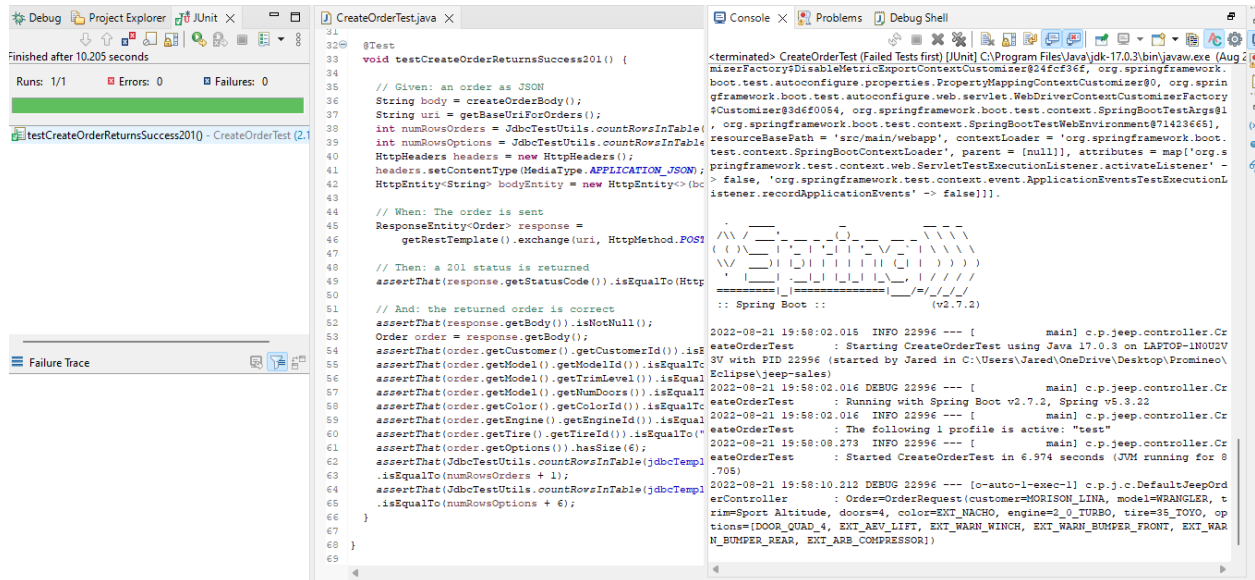 Debug Project Explorer JUnit
Finished after 10.205 seconds
Runs: 1/1 Errors: 0 Failures: 0
testCreateOrderReturnsSuccess201() - CreateOrderTest (2.1
Failure Trace
CreateOrderTest.java
31
32 @Test
33 void testCreateOrderReturnsSuccess201() {
34
35 // Given: an order as JSON
36 String body = createOrderBody();
37 String uri = getBaseUriForOrders();
38 int numRowsOrders = JdbcTestUtils.countRowsInTable(
39 int numRowsOptions = JdbcTestUtils.countRowsInTable
40 HttpHeaders headers = new HttpHeaders();
41 headers.setContentType(MediaType.APPLICATION_JSON);
42 HttpEntity<String> bodyEntity = new HttpEntity<>(bo
43
44 // When: The order is sent
45 ResponseEntity<Order> response =
46 getRestTemplate().exchange(uri, HttpMethod.POST
47
48 // Then: a 201 status is returned
49 assertThat(response.getStatusCode()).isEqualTo(Http
50
51 // And: the returned order is correct
52 assertThat(response.getBody()).isNotNull();
53 Order order = response.getBody();
54 assertThat(order.getCustomer().getCustomerId()).isE
55 assertThat(order.getModel().getModelId()).isEqualTo
56 assertThat(order.getModel().getTrimLevel()).isEqual
57 assertThat(order.getModel().getNumDoors()).isEqualT
58 assertThat(order.getColor().getColorId()).isEqualTo
59 assertThat(order.getEngine().getEngineId()).isEqual
60 assertThat(order.getTire().getTireId()).isEqualTo("
61 assertThat(order.getOptions()).hasSize(6);
62 assertThat(JdbcTestUtils.countRowsInTable(jdbcTempl
63 .isEqualTo(numRowsOrders + 1);
64 assertThat(JdbcTestUtils.countRowsInTable(jdbcTempl
65 .isEqualTo(numRowsOptions + 6);
66 }
67
68 }
69
Console Problems Debug Shell
<terminated> CreateOrderTest (Failed Tests first) [JUnit] C:\Program Files\Java\jdk-17.0.3\bin\javaw.exe (Aug 2
mizerFactory$DisableMetricExportContextCustomizer@24fcf36f, org.springframework.
boot.test.autoconfigure.properties.PropertyMappingContextCustomizer@0, org.sprin
gframework.boot.test.autoconfigure.web.servlet.WebDriverContextCustomizerFactory
$Customizer@3d6f0054, org.springframework.boot.test.context.SpringBootTestArgs@1
, org.springframework.boot.test.context.SpringBootTestWebEnvironment@71423665],
resourceBasePath = 'src/main/webapp', contextLoader = 'org.springframework.boot.
test.context.SpringBootContextLoader', parent = [null]], attributes = map['org.s
pringframework.test.context.web.ServletTestExecutionListener.activateListener' -
> false, 'org.springframework.test.context.event.ApplicationEventsTestExecutionL
istener.recordApplicationEvents' -> false]]].
Spring
:: Spring Boot :: (v2.7.2)
2022-08-21 19:58:02.015 INFO 22996 --- [ main] c.p.jeep.controller.Cr
eateOrderTest : Starting CreateOrderTest using Java 17.0.3 on LAPTOP-1N0U2V
3V with PID 22996 (started by Jared in C:\Users\Jared\OneDrive\Desktop\Promineo\
Eclipse\jeep-sales)
2022-08-21 19:58:02.016 DEBUG 22996 --- [ main] c.p.jeep.controller.Cr
eateOrderTest : Running with Spring Boot v2.7.2, Spring v5.3.22
2022-08-21 19:58:02.016 INFO 22996 --- [ main] c.p.jeep.controller.Cr
eateOrderTest : The following 1 profile is active: "test"
2022-08-21 19:58:08.273 INFO 22996 --- [ main] c.p.jeep.controller.Cr
eateOrderTest : Started CreateOrderTest in 6.974 seconds (JVM running for 8
.705)
2022-08-21 19:58:10.212 DEBUG 22996 --- [o-auto-1-exec-1] c.p.j.c.DefaultJeepOrd
erController : Order=OrderRequest(customer=MORISON_LINA, model=WRANGLER, t
rim=Sport Altitude, doors=4, color=EXT_NACHO, engine=2_0_TURBO, tire=35_TOYO, op
tions=[DOOR_QUAD_4, EXT_AEV_LIFT, EXT_WARN_WINCH, EXT_WARN_BUMPER_FRONT, EXT_WAR
N_BUMPER_REAR, EXT_ARB_COMPRESSOR])